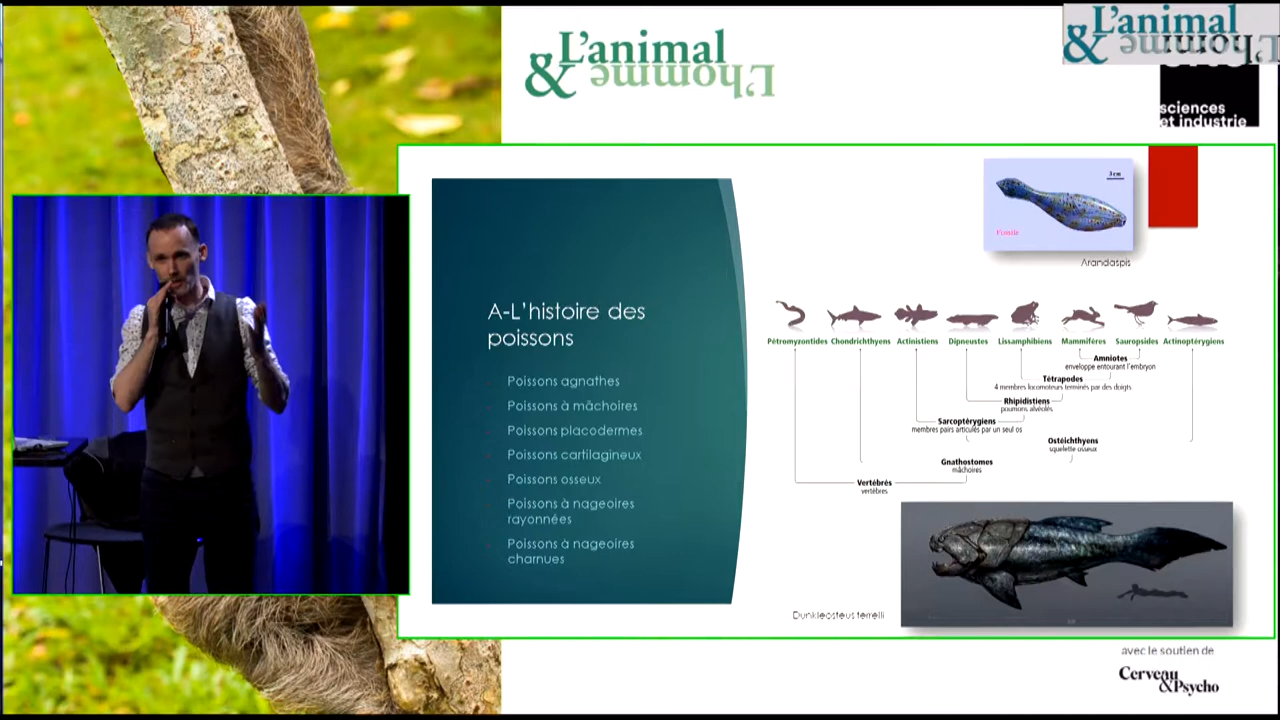 L'animal
& L'homme
L'animal
& L'homme
sciences
et industrie
3 cm
Fossile
Arandaspis
A-L'histoire des
poissons
Poissons agnathes
Poissons à mâchoires
Poissons placodermes
Poissons cartilagineux
Poissons osseux
Poissons à nageoires
rayonnées
Poissons à nageoires
charnues
Pétromyzontides Chondrichthyens Actinistiens Dipneustes Lissamphibiens Mammifères Sauropsides Actinoptérygiens
Amniotes
enveloppe entourant l'embryon
Tétrapodes
4 membres locomoteurs terminés par des doigts
Rhipidistiens
poumons alvéolés
Sarcoptérygiens
membres pairs articulés par un seul os
Ostéichthyens
squelette osseux
Gnathostomes
mâchoires
Vertébrés
vertèbres
Dunkleosteus terrelli
avec le soutien de
Cerveau
&Psycho